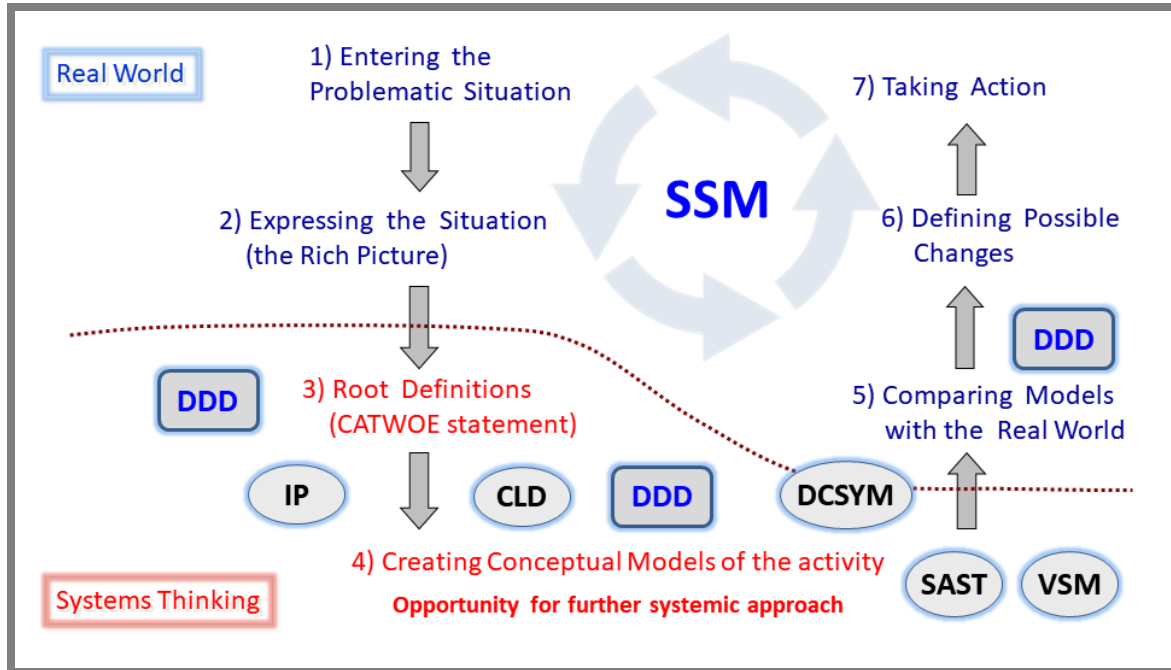 Real World
1) Entering the
Problematic Situation
2) Expressing the Situation
(the Rich Picture)
SSM
7) Taking Action
6) Defining Possible
Changes
DDD
5) Comparing Models
with the Real World
DDD
3) Root Definitions
(CATWOE statement)
IP
CLD
DDD
DCSYM
4) Creating Conceptual Models of the activity
Opportunity for further systemic approach
SAST
VSM
Systems Thinking